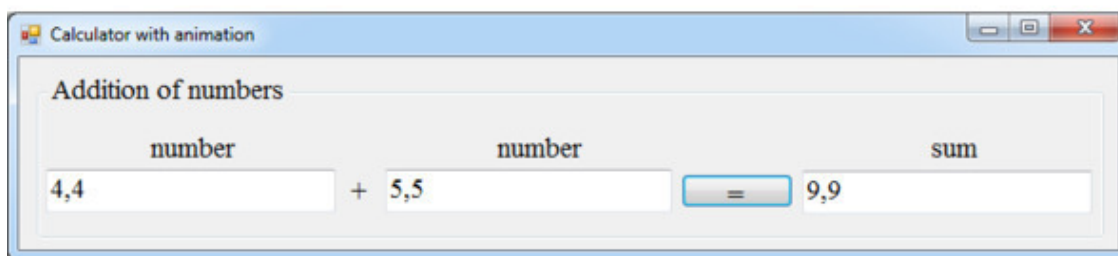 Calculator with animation
Addition of numbers
number number sum
4,4 + 5,5 = 9,9